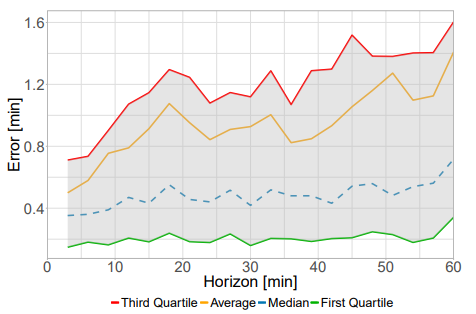 1.6
1.2
0.8
0.4
Error [min]
0 10 20 30 40 50 60
Horizon [min]
Third Quartile Average Median First Quartile